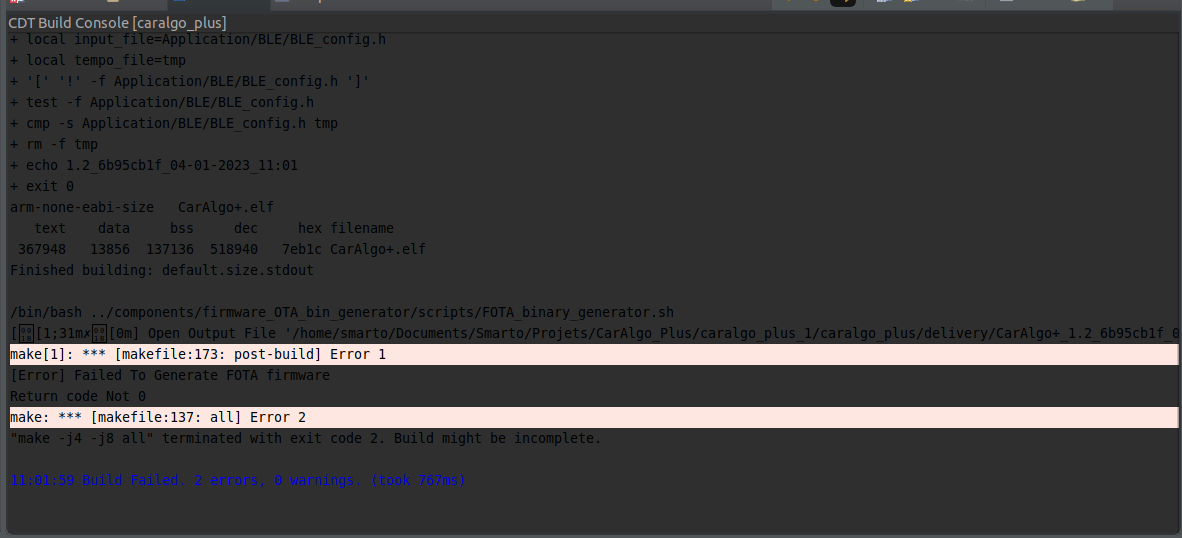 CDT Build Console [caralgo_plus]
+ local input_file=Application/BLE/BLE_config.h
+ local tempo_file=tmp
+ '[' '!' -f Application/BLE/BLE_config.h ']'
+ test -f Application/BLE/BLE_config.h
+ cmp -s Application/BLE/BLE_config.h tmp
+ rm -f tmp
+ echo 1.2_6b95cb1f_04-01-2023_11:01
+ exit 0
arm-none-eabi-size   CarAlgo+.elf
   text    data     bss     dec     hex filename
 367948   13856  137136  518940   7eb1c CarAlgo+.elf
Finished building: default.size.stdout
/bin/bash ../components/firmware_OTA_bin_generator/scripts/FOTA_binary_generator.sh
[[1;31m✗[0m] Open Output File '/home/smarto/Documents/Smarto/Projets/CarAlgo_Plus/caralgo_plus_1/caralgo_plus/delivery/CarAlgo+_1.2_6b95cb1f_0
make[1]: *** [makefile:173: post-build] Error 1
[Error] Failed To Generate FOTA firmware
Return code Not 0
make: *** [makefile:137: all] Error 2
"make -j4 -j8 all" terminated with exit code 2. Build might be incomplete.
11:01:59 Build Failed. 2 errors, 0 warnings. (took 767ms)